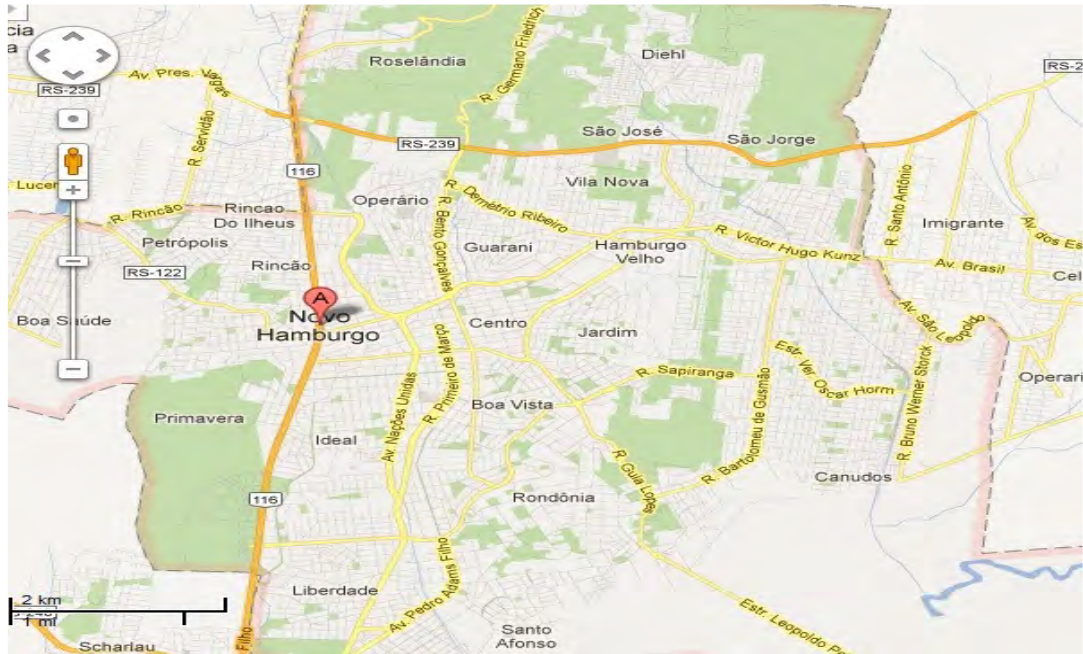 cia
a
Roselândia
R. Germano Friedrich
Diehl
RS-2
Av. Pres. Vargas
RS-239
R. Servidão
RS-239
São José
São Jorge
116
Lucen
R. Rincão
Rincao
Do Ilheus
Operário
R. Demétrio Ribeiro
Vila Nova
R. Santo Antônio
Imigrante
Petrópolis
R. Bento Gonçalves
Guarani
Hamburgo
Velho
R. Victor Hugo Kunz
Av. dos Es
RS-122
Rincão
Av. Brasil
Cel
A
Boa Saúde
Novo
Hamburgo
Centro
Jardim
Av. São Leopoldo
R. Primeiro de Março
Estr. Ver Oscar Horm
R. Sapiranga
Operari
Primavera
Av. Nações Unidas
Boa Vista
R. Bartolomeu de Gusmão
R. Bruno Werner Storck
Ideal
R. Guia Lopes
Canudos
116
Rondônia
Liberdade
Av. Pedro Adams Filho
2 km
1 mi
Estr. Leopoldo Pe
Santo
Afonso
Scharlau
Filho